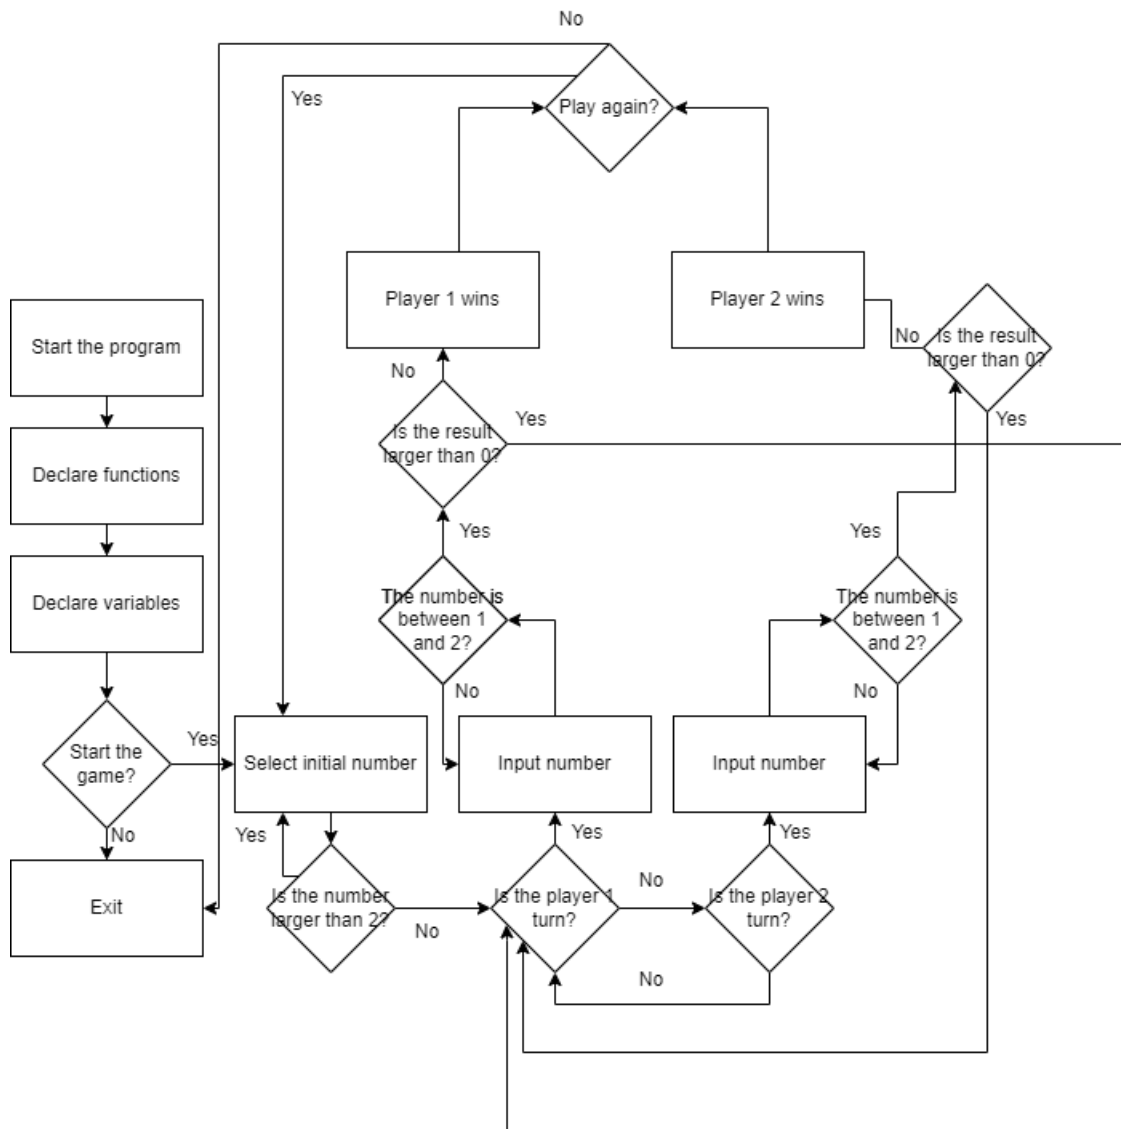 No
Yes
Play again?
Player 1 wins
Player 2 wins
Start the program
No
Is the result
larger than 0?
No
Yes
Is the result
larger than 0?
Yes
Declare functions
Yes
Yes
Declare variables
The number is
between 1
and 2?
The number is
between 1
and 2?
No
No
Yes
Start the
game?
Select initial number
Input number
Input number
No
Yes
Yes
Yes
Exit
Is the number
larger than 2?
No
Is the player 1
turn?
No
Is the player 2
turn?
No